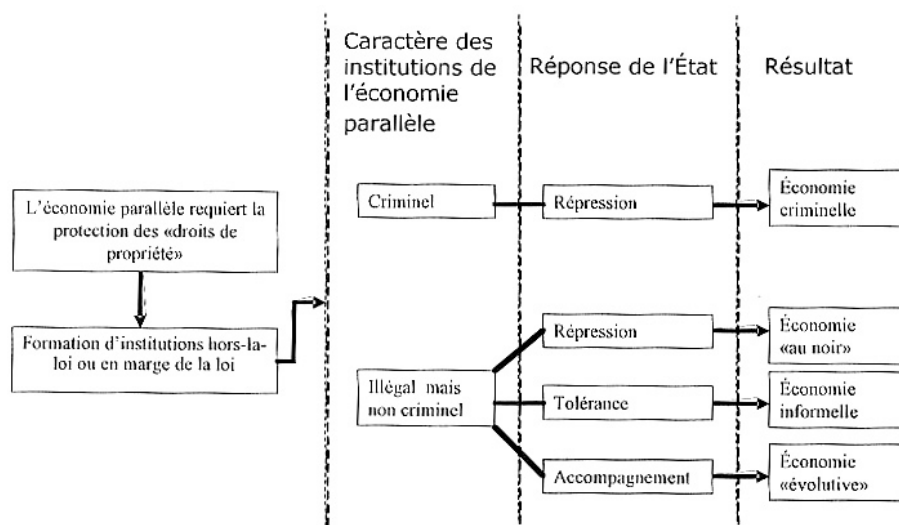 Caractère des
institutions de
l'économie
parallèle
Réponse de l'État
Résultat
L'économie parallèle requiert la
protection des «droits de
propriété»
Formation d'institutions hors-la-
loi ou en marge de la loi
Criminel
Répression
Économie
criminelle
Illégal mais
non criminel
Répression
Économie
«au noir»
Tolérance
Économie
informelle
Accompagnement
Économie
«évolutive»